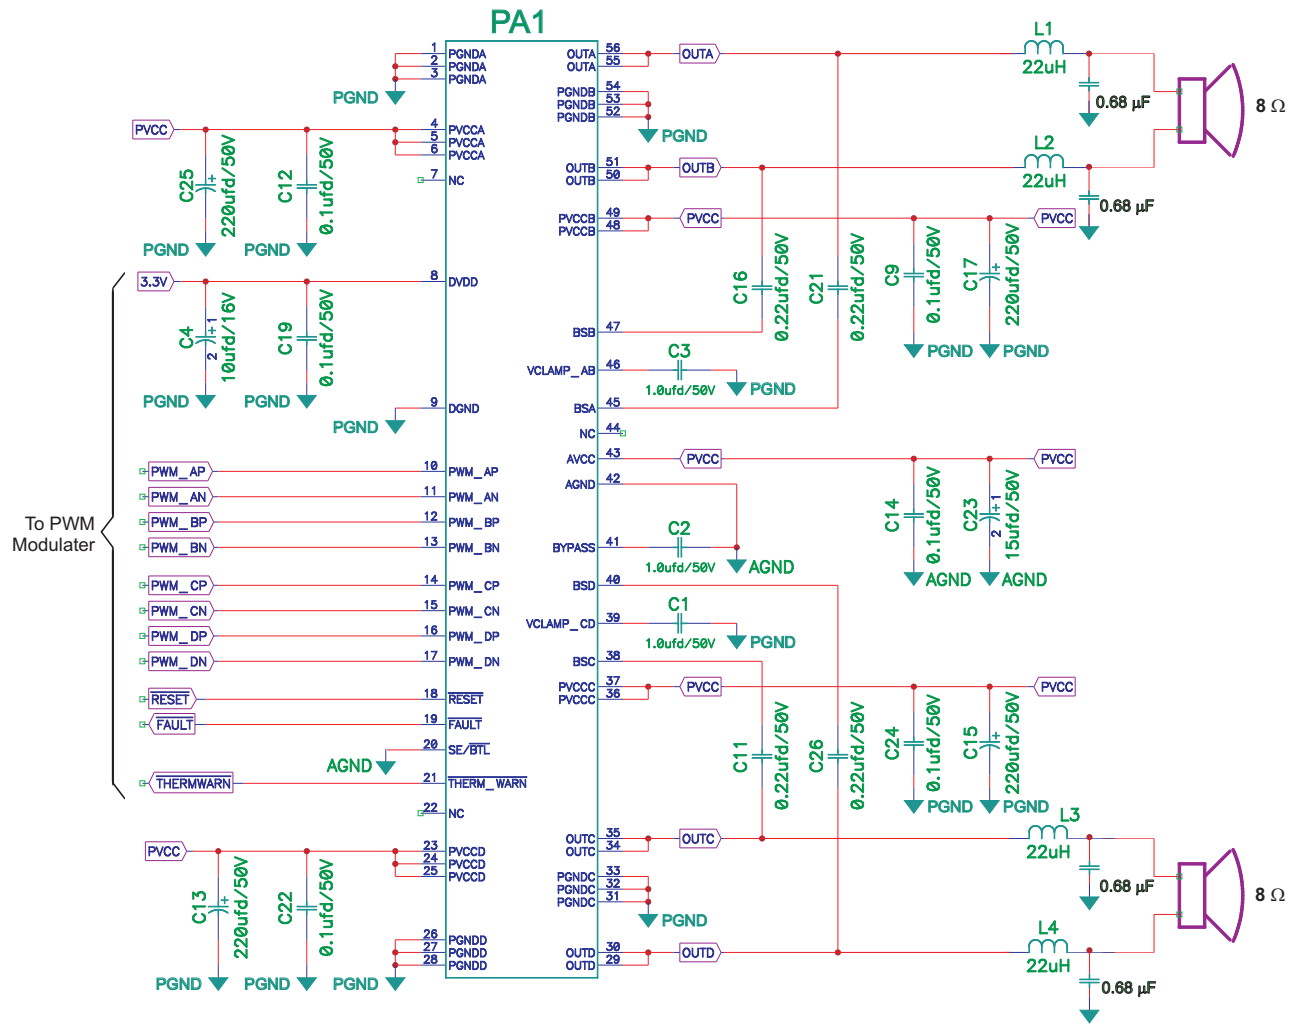 PA1
1 PGNDA
2 PGNDA
3 PGNDA
PGND
PVCC
4 PVCCA
5 PVCCA
6 PVCCA
7 NC
C25
220ufd/50V
+
C12
0.1ufd/50V
PGND
PGND
3.3V
8 DVDD
C4
10ufd/16V
+ 1
2
C19
0.1ufd/50V
PGND
PGND
9 DGND
PGND
To PWM
Modulater
PWM_AP 10 PWM_AP
PWM_AN 11 PWM_AN
PWM_BP 12 PWM_BP
PWM_BN 13 PWM_BN
PWM_CP 14 PWM_CP
PWM_CN 15 PWM_CN
PWM_DP 16 PWM_DP
PWM_DN 17 PWM_DN
RESET 18 RESET
FAULT 19 FAULT
20 SE/BTL
AGND
THERMWARN 21 THERM_WARN
22 NC
PVCC
23 PVCCD
24 PVCCD
25 PVCCD
C13
220ufd/50V
+
C22
0.1ufd/50V
26 PGNDD
27 PGNDD
28 PGNDD
PGND
PGND
PGND
OUTA 56
OUTA 55
OUTA
L1
22uH
0.68 μF
8 Ω
PGNDB 54
PGNDB 53
PGNDB 52
PGND
OUTB 51
OUTB 50
OUTB
L2
22uH
0.68 μF
PVCCB 49
PVCCB 48
PVCC
PVCC
C16
0.22ufd/50V
C21
0.22ufd/50V
C9
0.1ufd/50V
C17
220ufd/50V
+
PGND
PGND
BSB 47
VCLAMP_AB 46
C3
1.0ufd/50V
PGND
BSA 45
NC 44
AVCC 43
PVCC
PVCC
AGND 42
C14
0.1ufd/50V
C23
15ufd/50V
+ 1
2
C2
BYPASS 41
1.0ufd/50V
AGND
AGND
AGND
BSD 40
VCLAMP_CD 39
C1
1.0ufd/50V
PGND
BSC 38
PVCCC 37
PVCCC 36
PVCC
PVCC
C11
0.22ufd/50V
C26
0.22ufd/50V
C24
0.1ufd/50V
C15
220ufd/50V
+
PGND
PGND
OUTC 35
OUTC 34
OUTC
L3
22uH
0.68 μF
8 Ω
PGNDC 33
PGNDC 32
PGNDC 31
PGND
OUTD 30
OUTD 29
OUTD
L4
22uH
0.68 μF